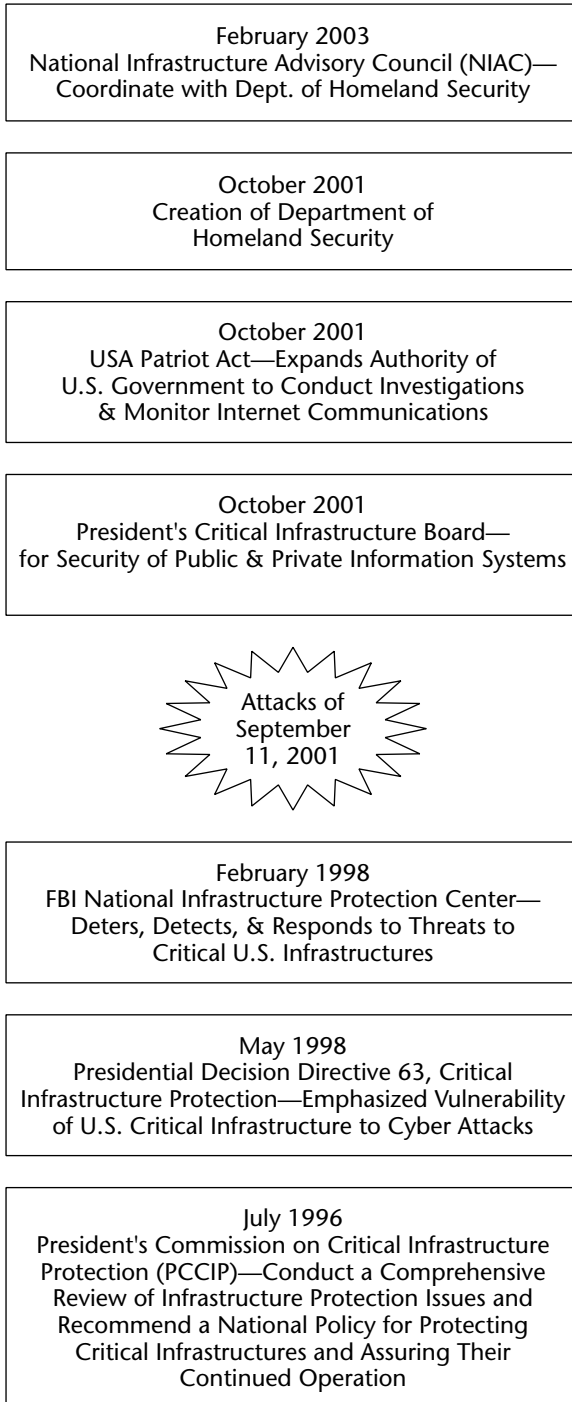 February 2003
National Infrastructure Advisory Council (NIAC)—
Coordinate with Dept. of Homeland Security
October 2001
Creation of Department of
Homeland Security
October 2001
USA Patriot Act—Expands Authority of
U.S. Government to Conduct Investigations
& Monitor Internet Communications
October 2001
President's Critical Infrastructure Board—
for Security of Public & Private Information Systems
Attacks of
September
11, 2001
February 1998
FBI National Infrastructure Protection Center—
Deters, Detects, & Responds to Threats to
Critical U.S. Infrastructures
May 1998
Presidential Decision Directive 63, Critical
Infrastructure Protection—Emphasized Vulnerability
of U.S. Critical Infrastructure to Cyber Attacks
July 1996
President's Commission on Critical Infrastructure
Protection (PCCIP)—Conduct a Comprehensive
Review of Infrastructure Protection Issues and
Recommend a National Policy for Protecting
Critical Infrastructures and Assuring Their
Continued Operation